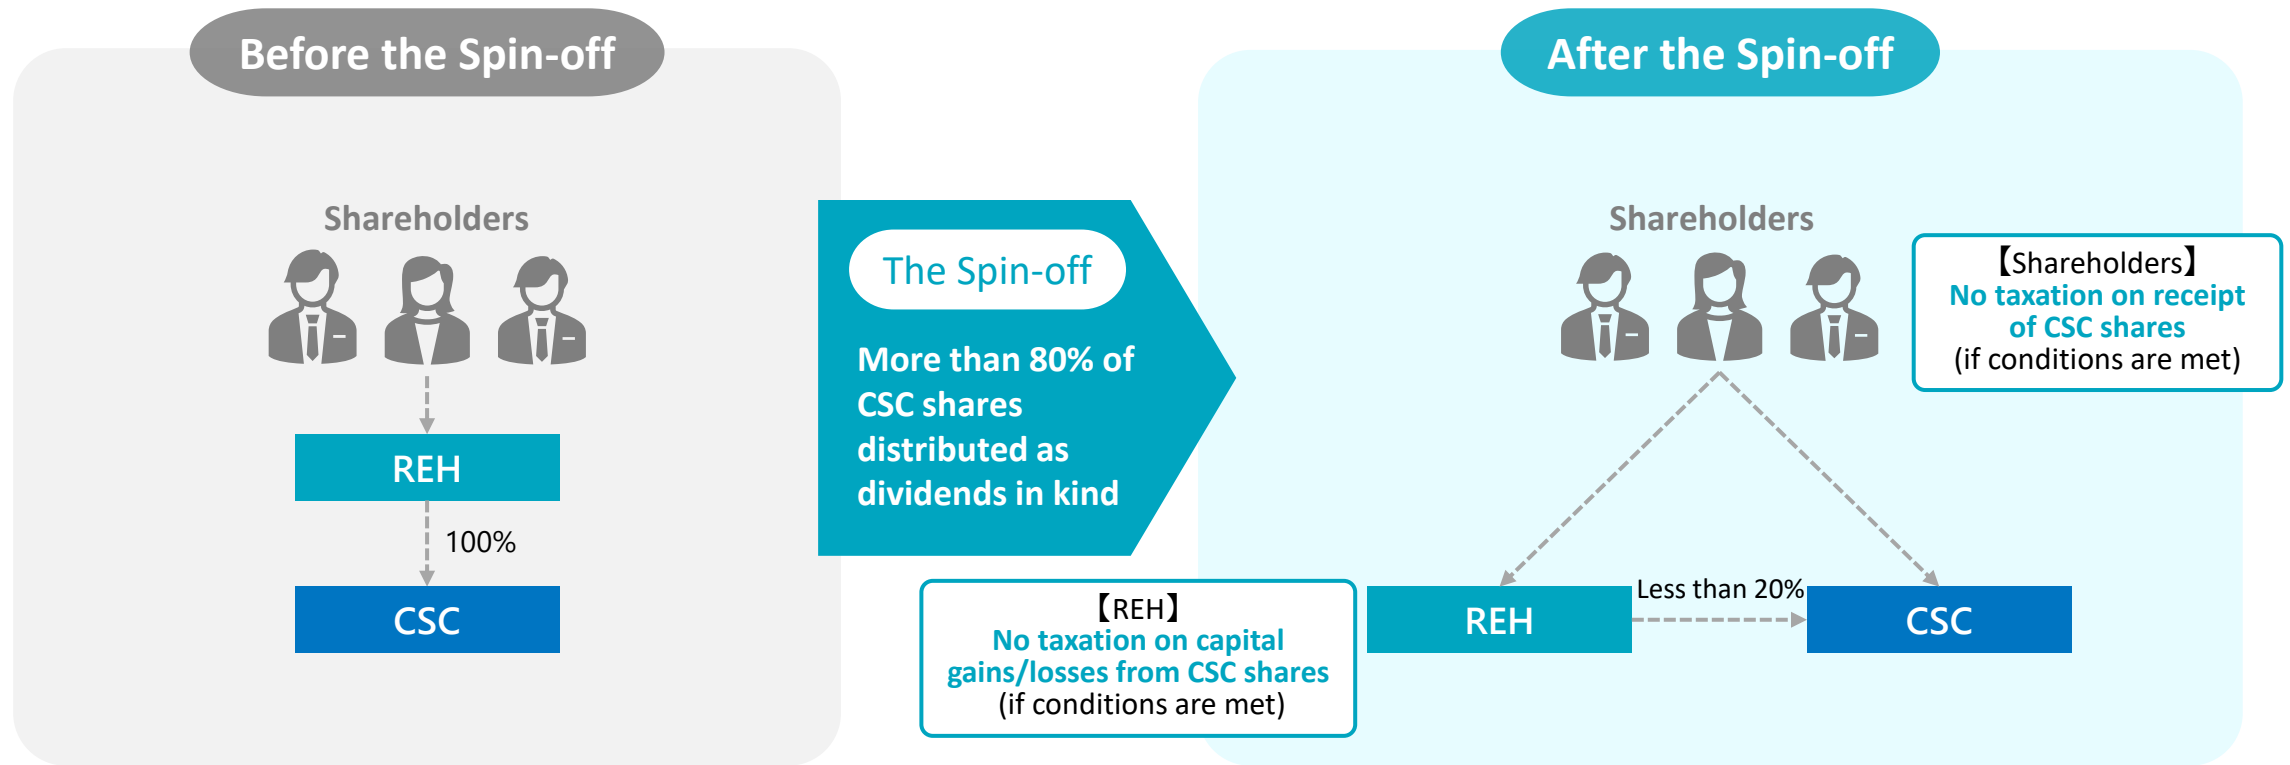 Before the Spin-off
Shareholders
REH
100%
CSC
The Spin-off
More than 80% of
CSC shares
distributed as
dividends in kind
【REH】
No taxation on capital
gains/losses from CSC shares
(if conditions are met)
After the Spin-off
Shareholders
【Shareholders】
No taxation on receipt
of CSC shares
(if conditions are met)
REH
Less than 20%
CSC